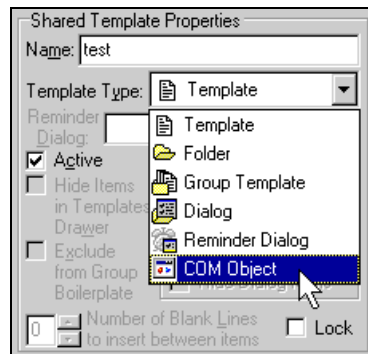 Shared Template Properties
Name: test
Template Type: Template
Reminder
Dialog:
Template
Folder
Group Template
Dialog
Reminder Dialog
COM Object
Active
Hide Items
in Templates
Drawer
Exclude
from Group
Boilerplate
0 Number of Blank Lines
to insert between items
Lock